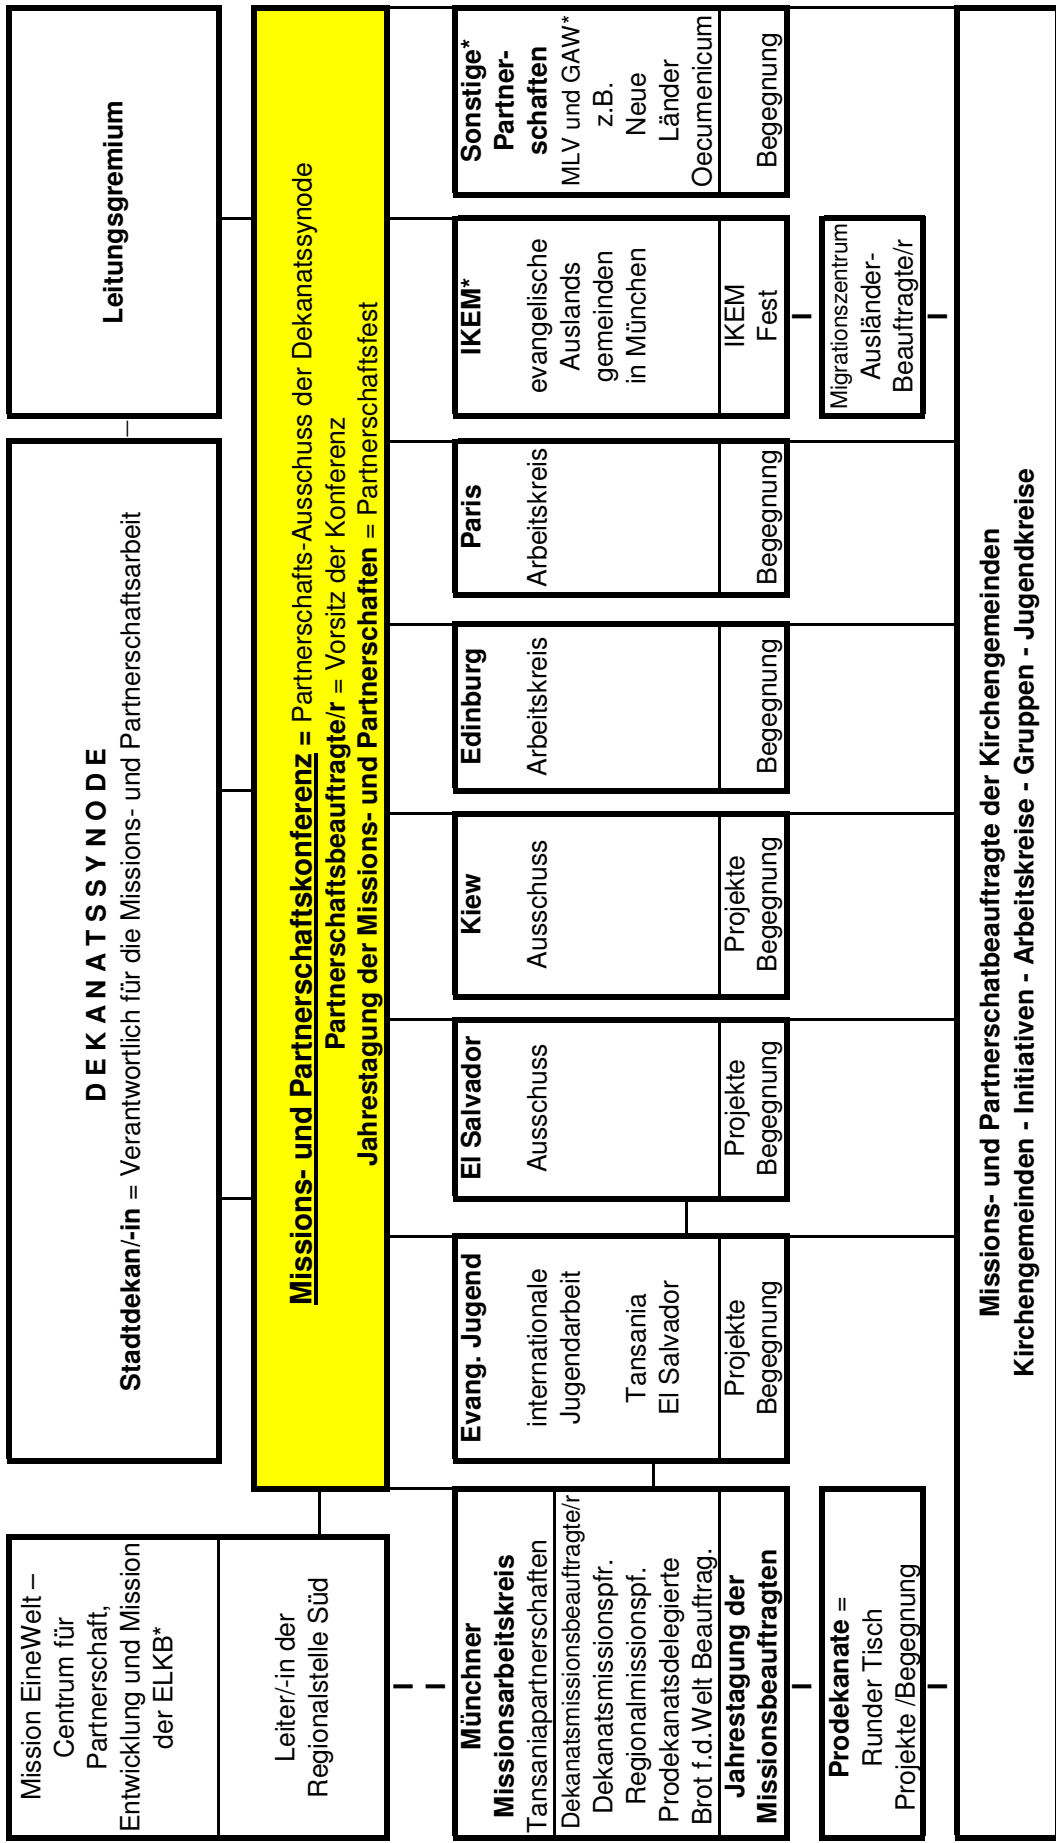 Mission EineWelt –
Centrum für
Partnerschaft,
Entwicklung und Mission
der ELKB*
Leiter/-in der
Regionalstelle Süd
D E K A N A T S S Y N O D E
Stadtdekan/-in = Verantwortlich für die Missions- und Partnerschaftsarbeit
–
Leitungsgremium
Missions- und Partnerschaftskonferenz = Partnerschafts-Ausschuss der Dekanatssynode
Partnerschaftsbeauftragte/r = Vorsitz der Konferenz
Jahrestagung der Missions- und Partnerschaften = Partnerschaftsfest
Münchner
Missionsarbeitskreis
Tansaniapartnerschaften
Dekanatsmissionsbeauftragte/r
Dekanatsmissionspfr.
Regionalmissionspf.
Prodekanatsdelegierte
Brot f.d.Welt Beauftrag.
Jahrestagung der
Missionsbeauftragten
Evang. Jugend
internationale
Jugendarbeit
Tansania
El Salvador
Projekte
Begegnung
El Salvador
Ausschuss
Projekte
Begegnung
Kiew
Ausschuss
Projekte
Begegnung
Edinburg
Arbeitskreis
Begegnung
Paris
Arbeitskreis
Begegnung
IKEM*
evangelische
Auslands
gemeinden
in München
IKEM
Fest
Sonstige*
Partner-
schaften
MLV und GAW*
z.B.
Neue
Länder
Oecumenicum
Begegnung
Prodekanate =
Runder Tisch
Projekte /Begegnung
Migrationszentrum
Ausländer-
Beauftragte/r
Missions- und Partnerschatbeauftragte der Kirchengemeinden
Kirchengemeinden - Initiativen - Arbeitskreise - Gruppen - Jugendkreise